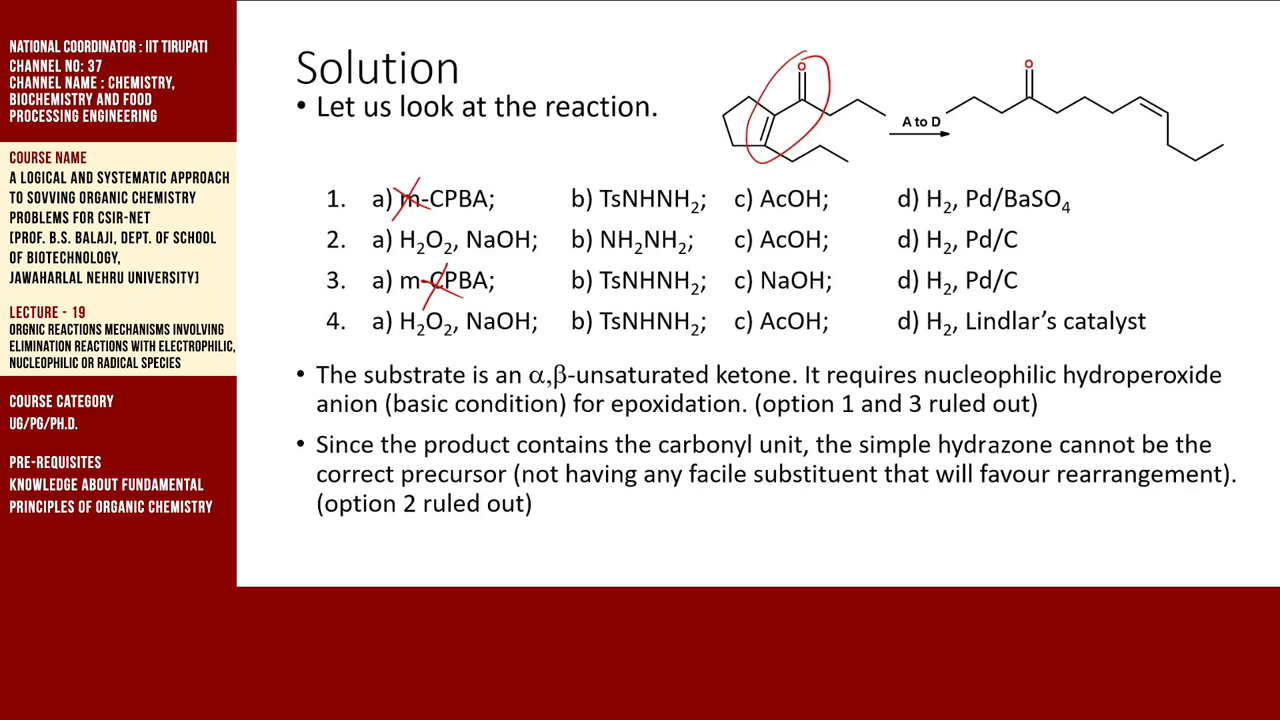 NATIONAL COORDINATOR : IIT TIRUPATI
CHANNEL NO: 37
CHANNEL NAME : CHEMISTRY,
BIOCHEMISTRY AND FOOD
PROCESSING ENGINEERING
COURSE NAME
A LOGICAL AND SYSTEMATIC APPROACH
TO SOVVING ORGANIC CHEMISTRY
PROBLEMS FOR CSIR-NET
[PROF. B.S. BALAJI, DEPT. OF SCHOOL
OF BIOTECHNOLOGY,
JAWAHARLAL NEHRU UNIVERSITY]
LECTURE - 19
ORGNIC REACTIONS MECHANISMS INVOLVING
ELIMINATION REACTIONS WITH ELECTROPHILIC,
NUCLEOPHILIC OR RADICAL SPECIES
COURSE CATEGORY
UG/PG/PH.D.
PRE-REQUISITES
KNOWLEDGE ABOUT FUNDAMENTAL
PRINCIPLES OF ORGANIC CHEMISTRY
Solution
• Let us look at the reaction.
O
A to D
O
1. a) m-CPBA; b) TsNHNH₂; c) AcOH; d) H₂, Pd/BaSO₄
2. a) H₂O₂, NaOH; b) NH₂NH₂; c) AcOH; d) H₂, Pd/C
3. a) m-CPBA; b) TsNHNH₂; c) NaOH; d) H₂, Pd/C
4. a) H₂O₂, NaOH; b) TsNHNH₂; c) AcOH; d) H₂, Lindlar’s catalyst
• The substrate is an α,β-unsaturated ketone. It requires nucleophilic hydroperoxide
anion (basic condition) for epoxidation. (option 1 and 3 ruled out)
• Since the product contains the carbonyl unit, the simple hydrazone cannot be the
correct precursor (not having any facile substituent that will favour rearrangement).
(option 2 ruled out)